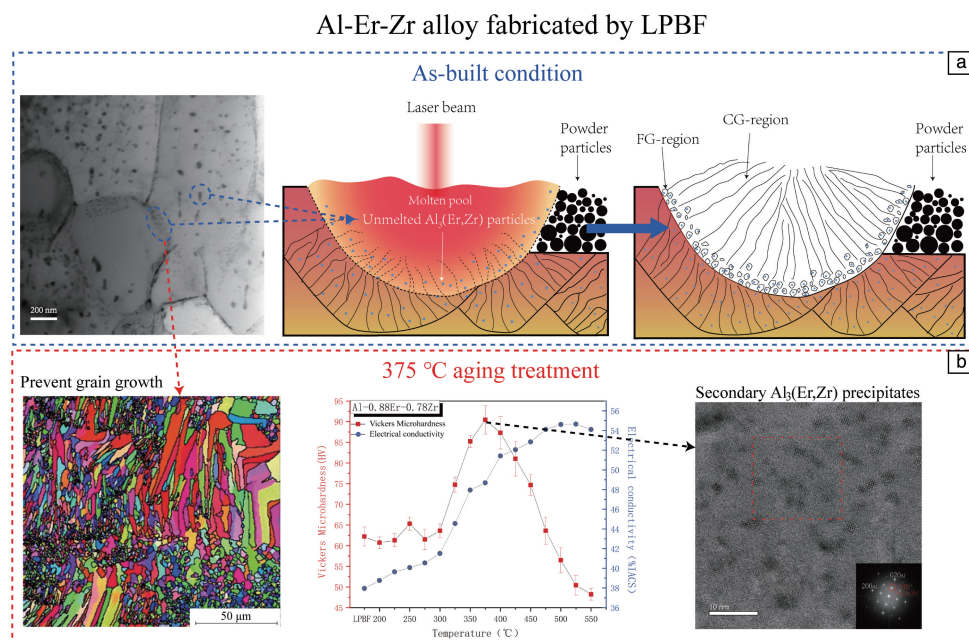 Al-Er-Zr alloy fabricated by LPBF
a
As-built condition
200 nm
Laser beam
Molten pool
Unmelted Al₃(Er,Zr) particles
Powder
particles
FG-region
CG-region
Powder
particles
b
375 °C aging treatment
Prevent grain growth
50 μm
Al-0.88Er-0.78Zr
Vickers Microhardness
Electrical conductivity
Vickers Microhardness(HV)
95
90
85
80
75
70
65
60
55
50
45
Electrical conductivity (%IACS)
56
54
52
50
48
46
44
42
40
38
36
LPBF 200 250 300 350 400 450 500 550
Temperature (℃)
Secondary Al₃(Er,Zr) precipitates
10 nm